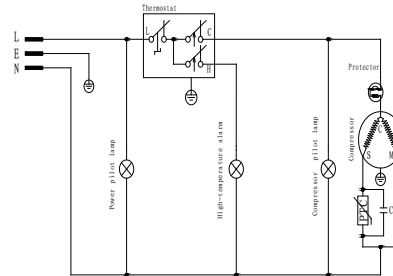 Thermostat
L
L
C
E
H
N
Protector
Compressor
C
S
M
Power pilot lamp
High-temperature alarm
Compressor pilot lamp
PTC
C